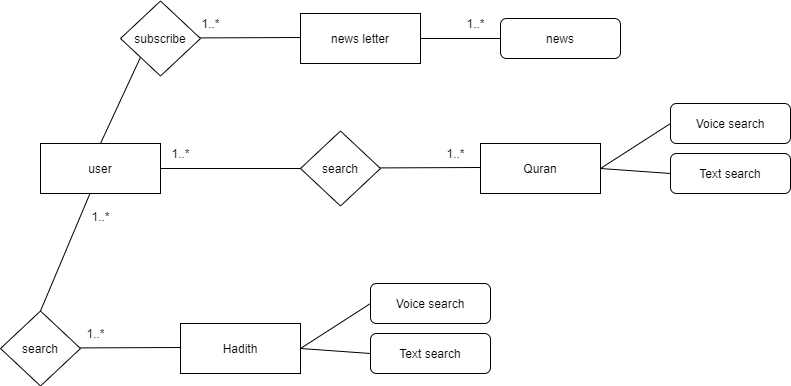 1..*
1..*
subscribe
news letter
news
Voice search
1..*
1..*
user
search
Quran
Text search
1..*
Voice search
1..*
search
Hadith
Text search